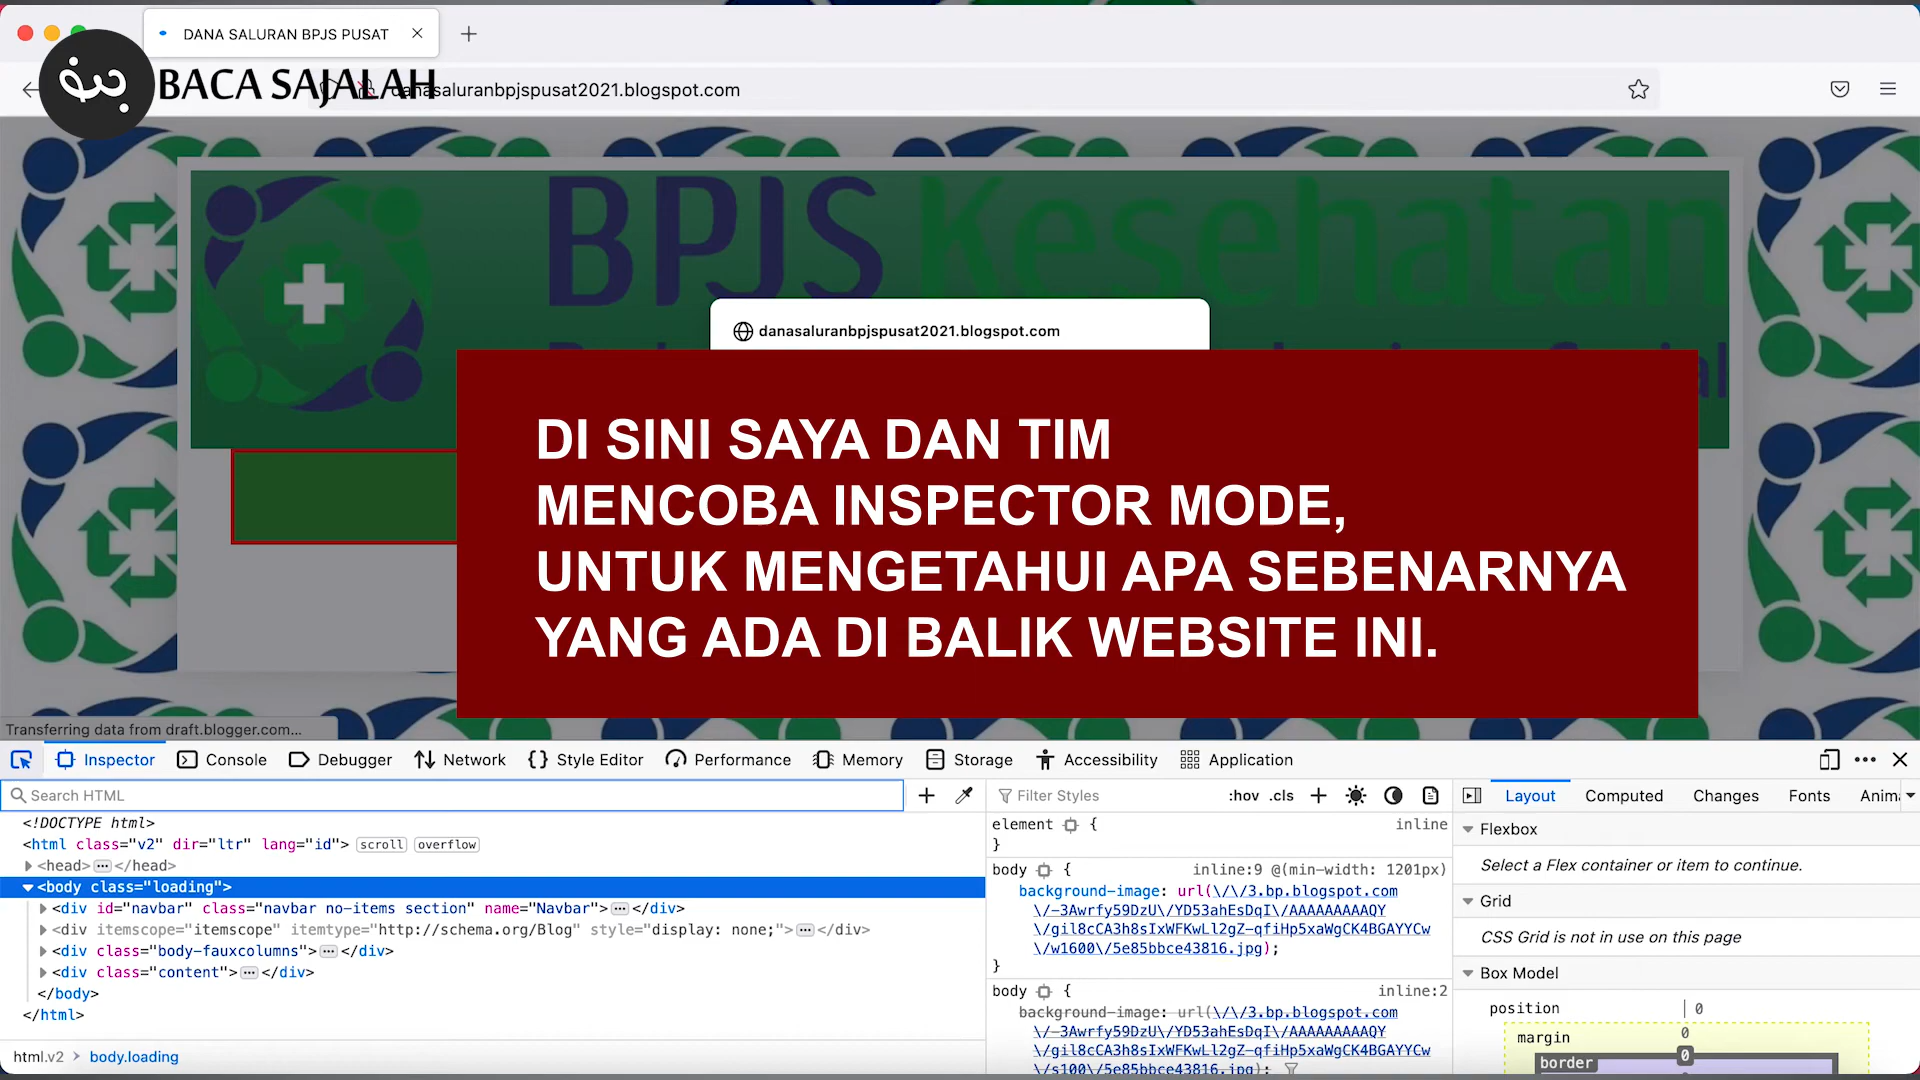 DANA SALURAN BPJS PUSAT
BACA SAJALAH
danasaluranbpjspusat2021.blogspot.com
BPJS Kesehatan
danasaluranbpjspusat2021.blogspot.com
DI SINI SAYA DAN TIM
MENCOBA INSPECTOR MODE,
UNTUK MENGETAHUI APA SEBENARNYA
YANG ADA DI BALIK WEBSITE INI.
Transferring data from draft.blogger.com...
Inspector Console Debugger Network Style Editor Performance Memory Storage Accessibility Application
Search HTML
<!DOCTYPE html>
<html class="v2" dir="ltr" lang="id"> scroll overflow
<head> ... </head>
<body class="loading">
<div id="navbar" class="navbar no-items section" name="Navbar"> ... </div>
<div itemscope="itemscope" itemtype="http://schema.org/Blog" style="display: none;"> ... </div>
<div class="body-fauxcolumns"> ... </div>
<div class="content"> ... </div>
</body>
</html>
html.v2 > body.loading
Filter Styles :hov .cls
element { inline
}
body { inline:9 @(min-width: 1201px)
background-image: url(\/\/3.bp.blogspot.com
\/-3Awrfy59DzU\/YD53ahEsDqI\/AAAAAAAAAQY
\/gil8cCA3h8sIxWFKwLl2gZ-qfiHp5xaWgCK4BGAYYCw
\/w1600\/5e85bbce43816.jpg);
}
body { inline:2
background-image: url(\/\/3.bp.blogspot.com
\/-3Awrfy59DzU\/YD53ahEsDqI\/AAAAAAAAAQY
\/gil8cCA3h8sIxWFKwLl2gZ-qfiHp5xaWgCK4BGAYYCw
\/s100\/5e85bbce43816.jpg);
Layout Computed Changes Fonts Anim
Flexbox
Select a Flex container or item to continue.
Grid
CSS Grid is not in use on this page
Box Model
position 0
margin 0
border 0